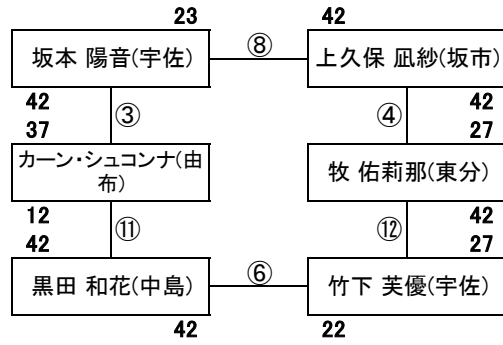 23 42
坂本 陽音(宇佐) ⑧ 上久保 凪紗(坂市)
42 ③ ④ 42
37 27
カーン・シュコンナ(由
布)
牧 佑莉那(東分)
12 ⑪ ⑫ 42
42 27
黒田 和花(中島) ⑥ 竹下 芙優(宇佐)
42 22